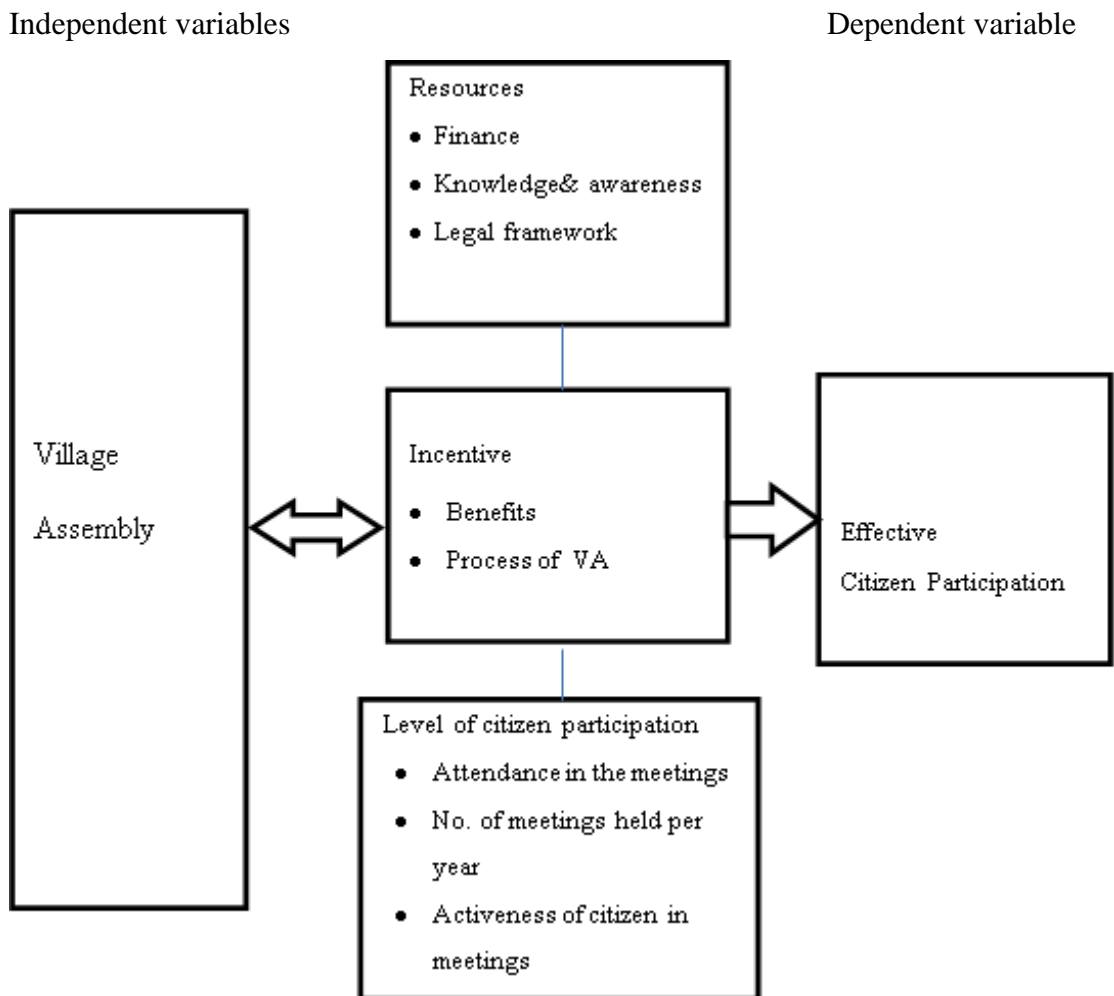 Independent variables
Dependent variable
Resources
• Finance
• Knowledge& awareness
• Legal framework
Village
Assembly
Incentive
• Benefits
• Process of VA
Effective
Citizen Participation
Level of citizen participation
• Attendance in the meetings
• No. of meetings held per
year
• Activeness of citizen in
meetings